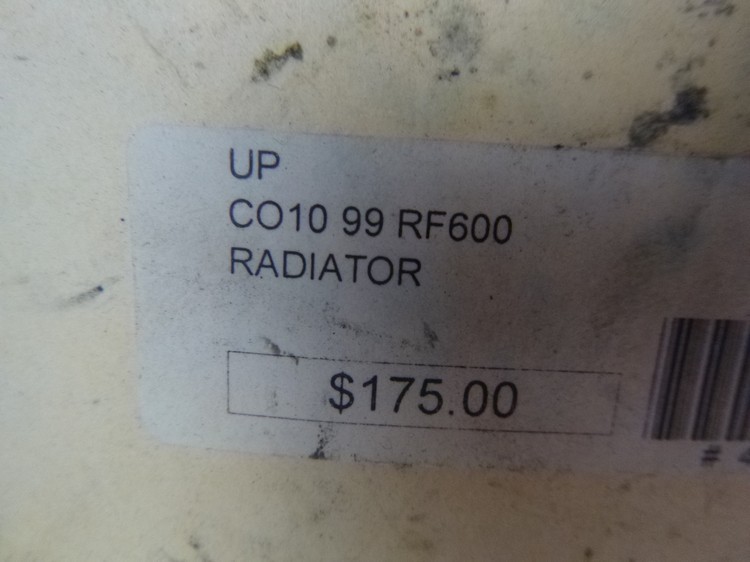 UP
CO10 99 RF600
RADIATOR
$175.00